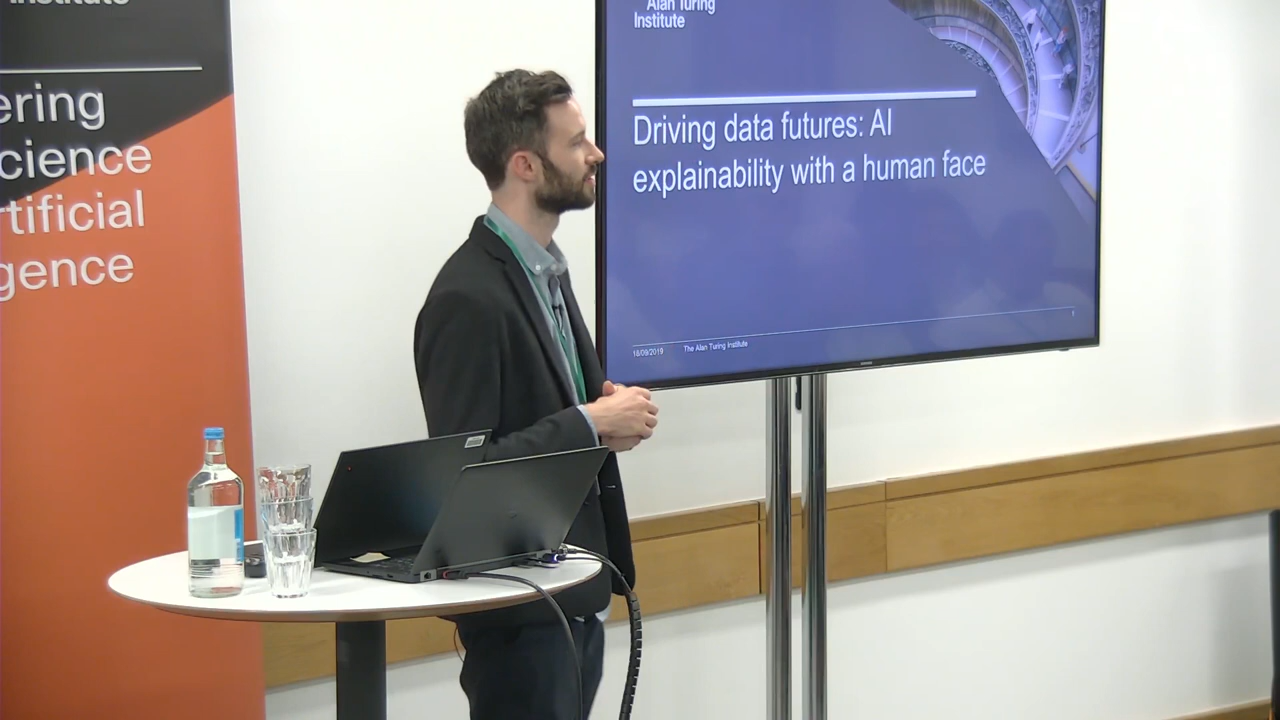 ering
cience
rtificial
gence
Alan Turing
Institute
Driving data futures: AI
explainability with a human face
18/09/2019 The Alan Turing Institute